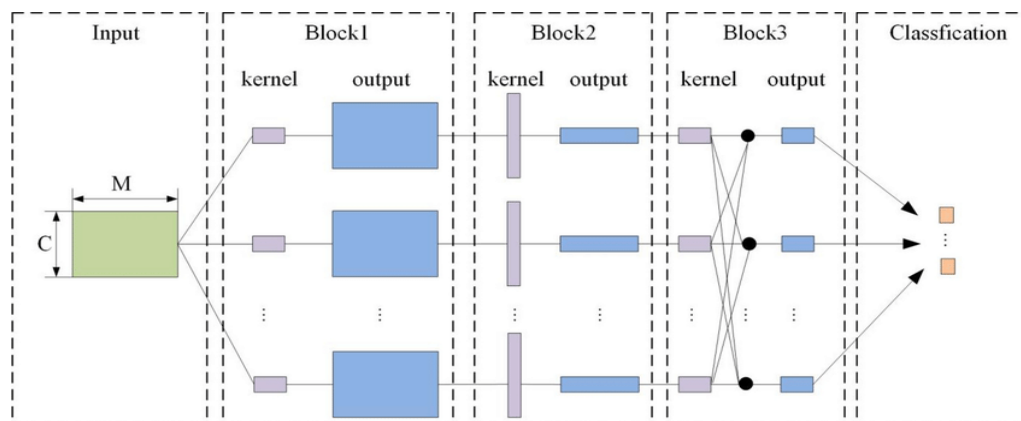 Input Block1 Block2 Block3 Classfication
kernel output kernel output kernel output
M
C